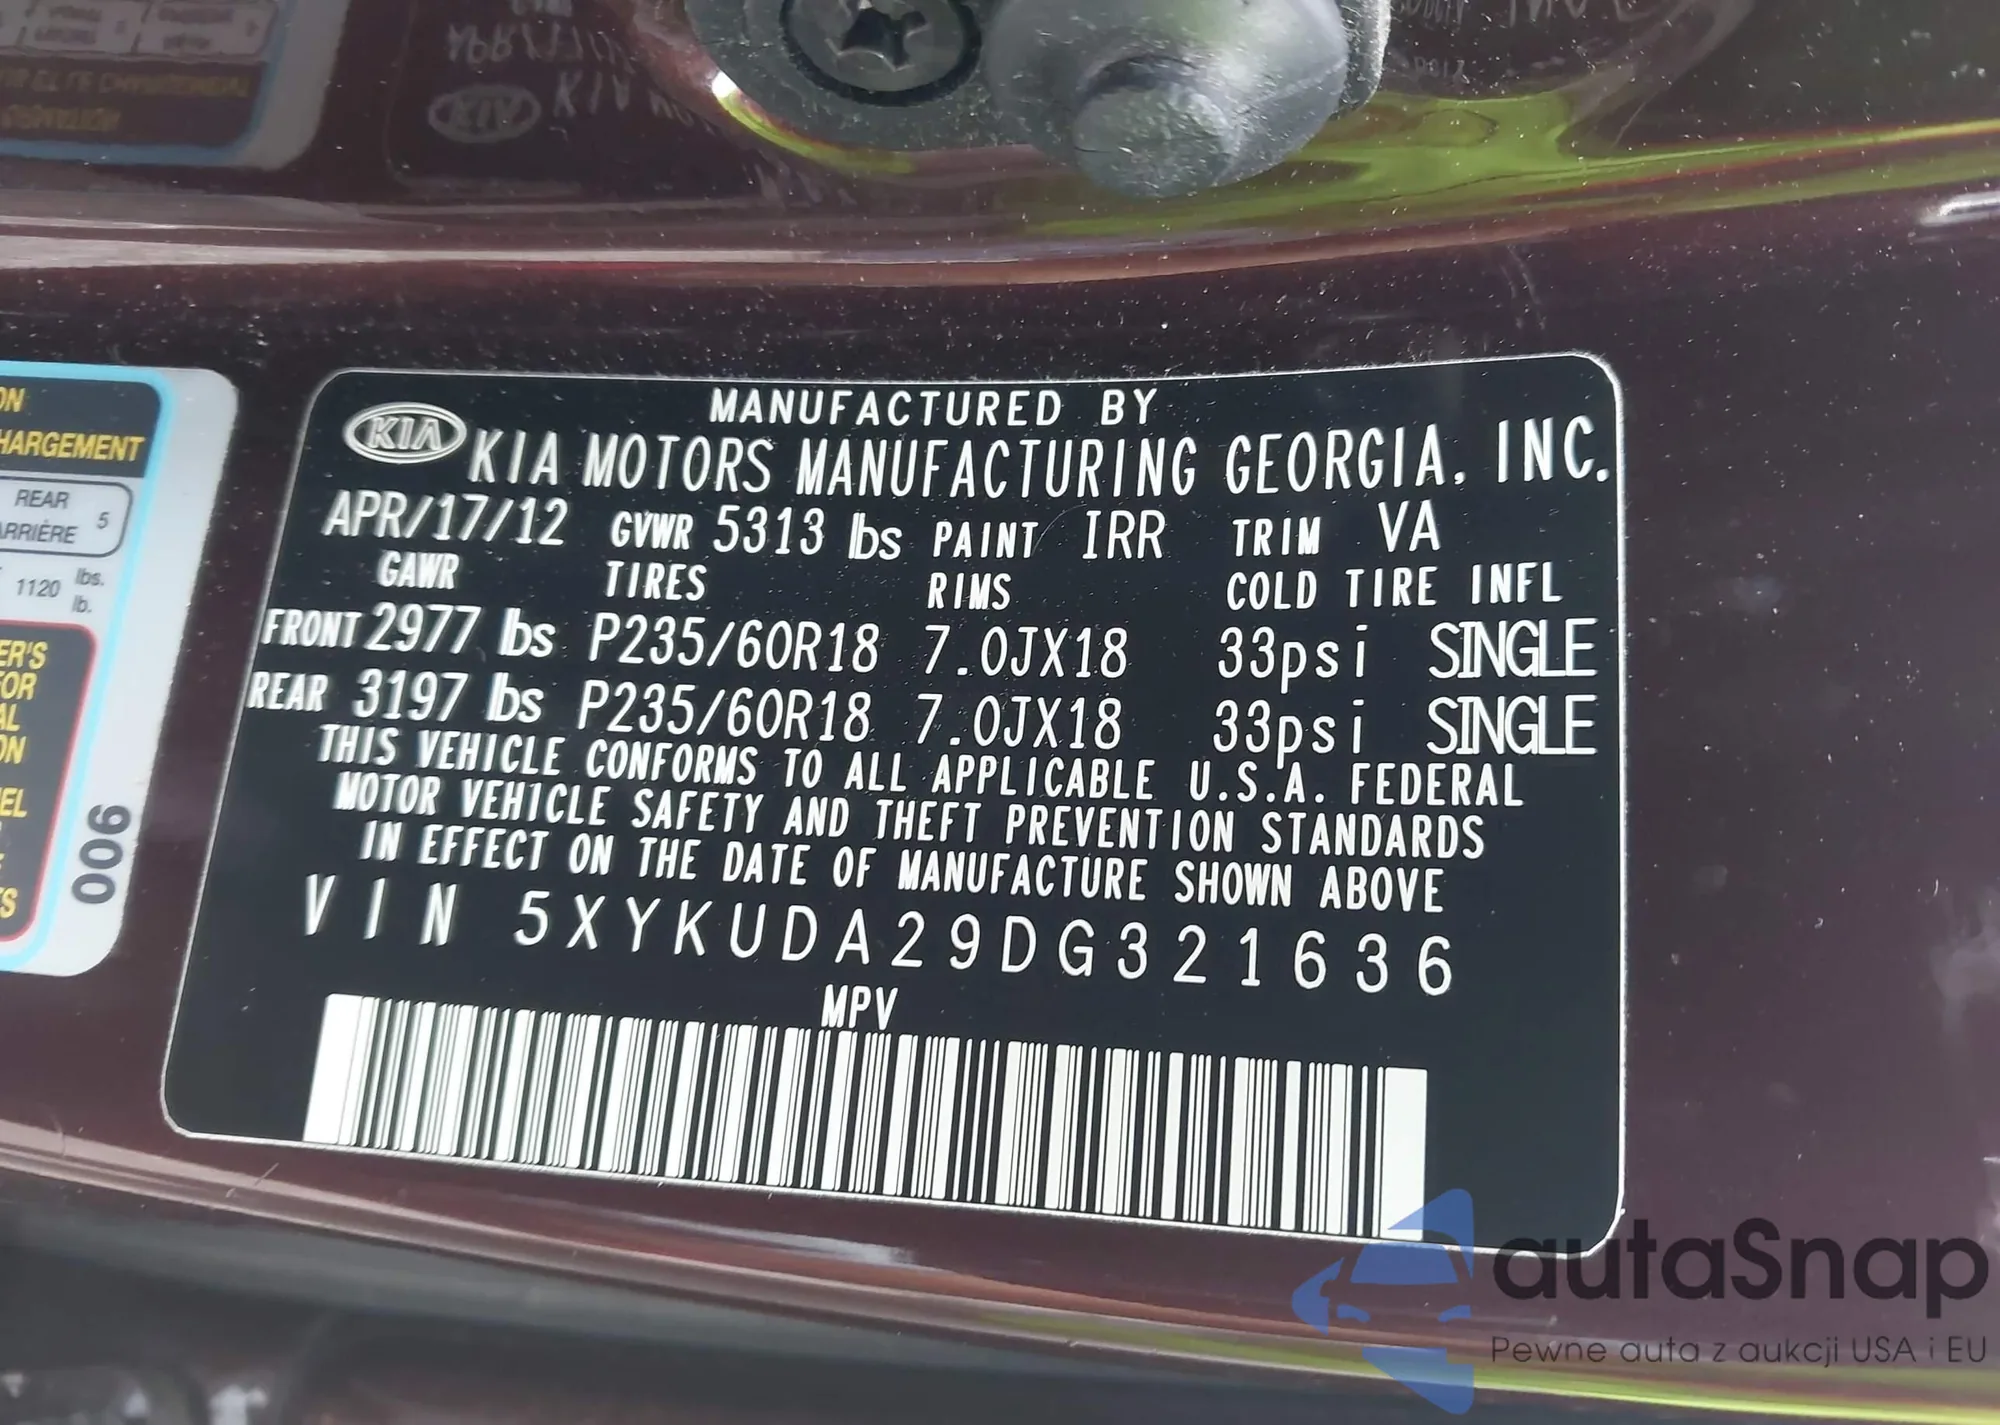 MANUFACTURED BY
KIA KIA MOTORS MANUFACTURING GEORGIA, INC.
APR/17/12 GVWR 5313 lbs PAINT IRR TRIM VA
GAWR TIRES RIMS COLD TIRE INFL
FRONT 2977 lbs P235/60R18 7.0JX18 33psi SINGLE
REAR 3197 lbs P235/60R18 7.0JX18 33psi SINGLE
THIS VEHICLE CONFORMS TO ALL APPLICABLE U.S.A. FEDERAL
MOTOR VEHICLE SAFETY AND THEFT PREVENTION STANDARDS
IN EFFECT ON THE DATE OF MANUFACTURE SHOWN ABOVE
VIN 5XYKUDA29DG321636
MPV
HARGEMENT
REAR 5
ARRIÈRE
1120 lbs.
lb.
ER'S
006
autaSnap
Pewne auta z aukcji USA i EU